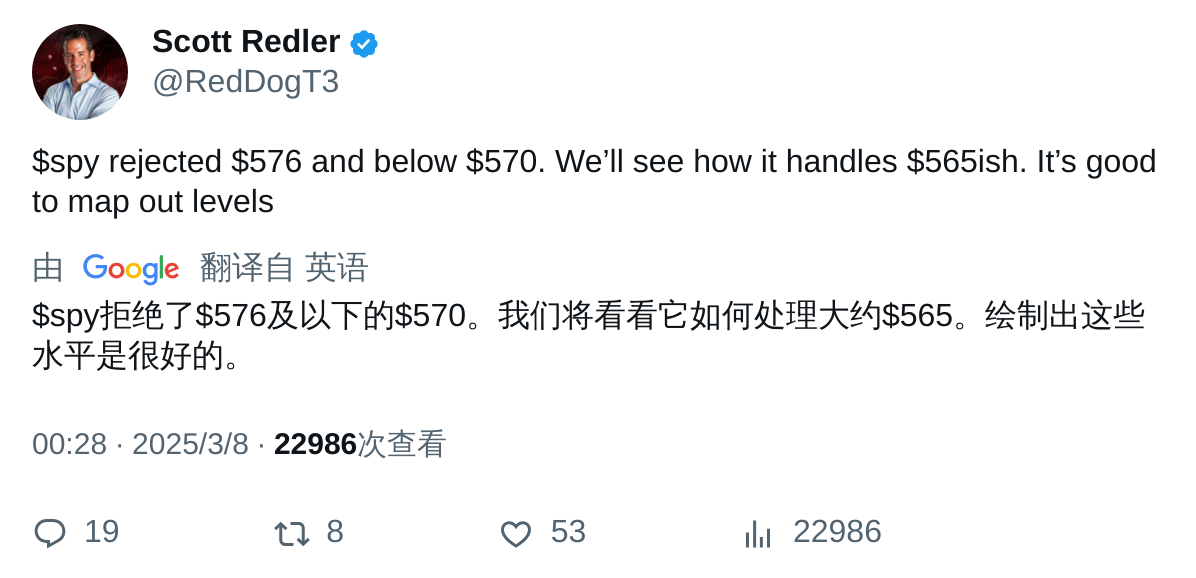 Scott Redler
@RedDogT3
$spy rejected $576 and below $570. We’ll see how it handles $565ish. It’s good
to map out levels
由 Google 翻译自 英语
$spy拒绝了$576及以下的$570。我们将看看它如何处理大约$565。绘制出这些
水平是很好的。
00:28 · 2025/3/8 · 22986次查看
19 8 53 22986